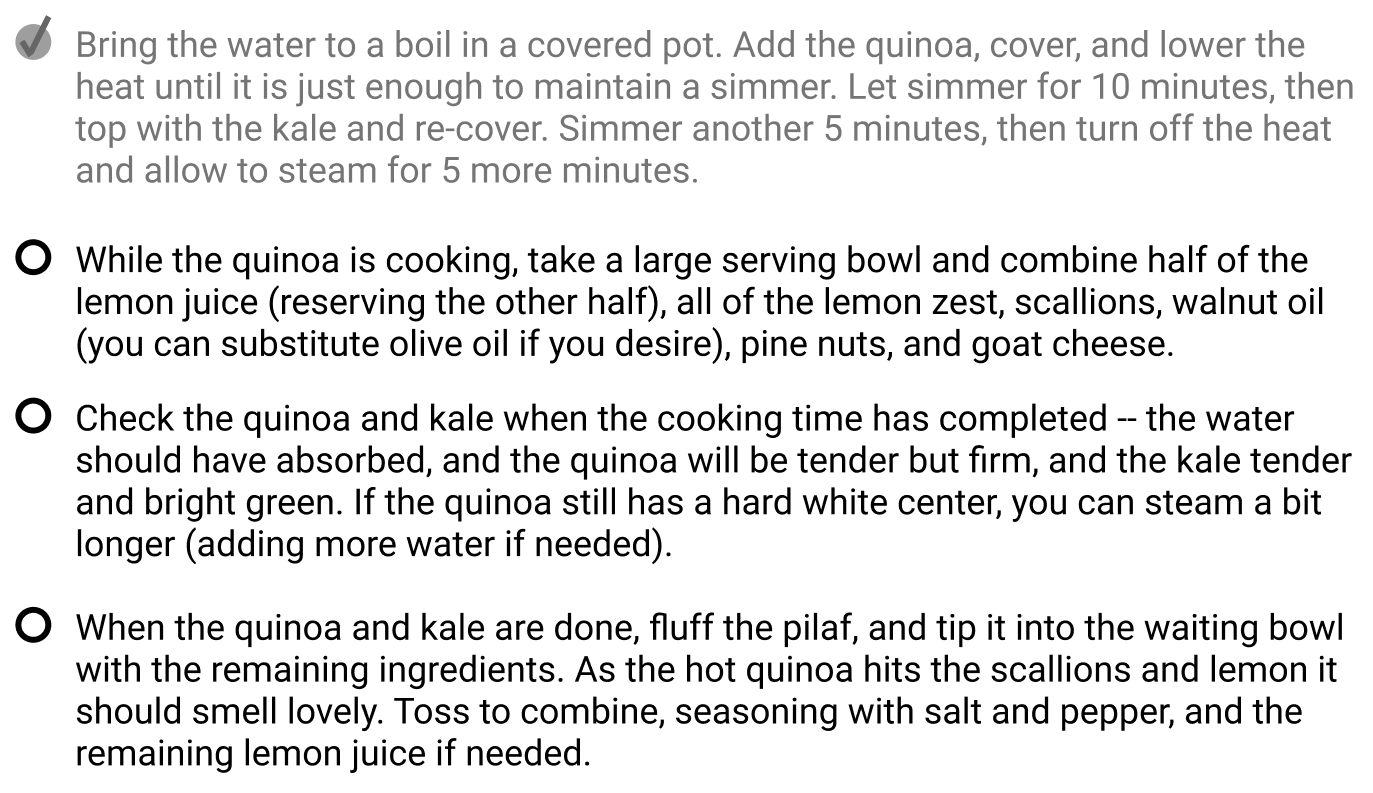 Bring the water to a boil in a covered pot. Add the quinoa, cover, and lower the
heat until it is just enough to maintain a simmer. Let simmer for 10 minutes, then
top with the kale and re-cover. Simmer another 5 minutes, then turn off the heat
and allow to steam for 5 more minutes.
While the quinoa is cooking, take a large serving bowl and combine half of the
lemon juice (reserving the other half), all of the lemon zest, scallions, walnut oil
(you can substitute olive oil if you desire), pine nuts, and goat cheese.
Check the quinoa and kale when the cooking time has completed -- the water
should have absorbed, and the quinoa will be tender but firm, and the kale tender
and bright green. If the quinoa still has a hard white center, you can steam a bit
longer (adding more water if needed).
When the quinoa and kale are done, fluff the pilaf, and tip it into the waiting bowl
with the remaining ingredients. As the hot quinoa hits the scallions and lemon it
should smell lovely. Toss to combine, seasoning with salt and pepper, and the
remaining lemon juice if needed.